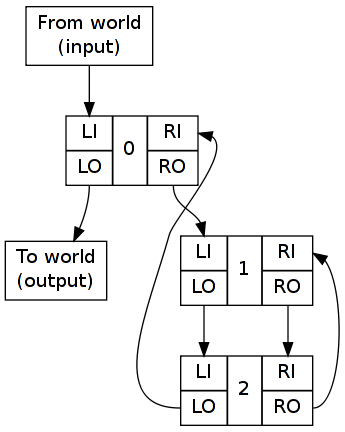 From world
(input)
LI
RI
0
LO
RO
To world
(output)
LI
RI
1
LO
RO
LI
RI
2
LO
RO